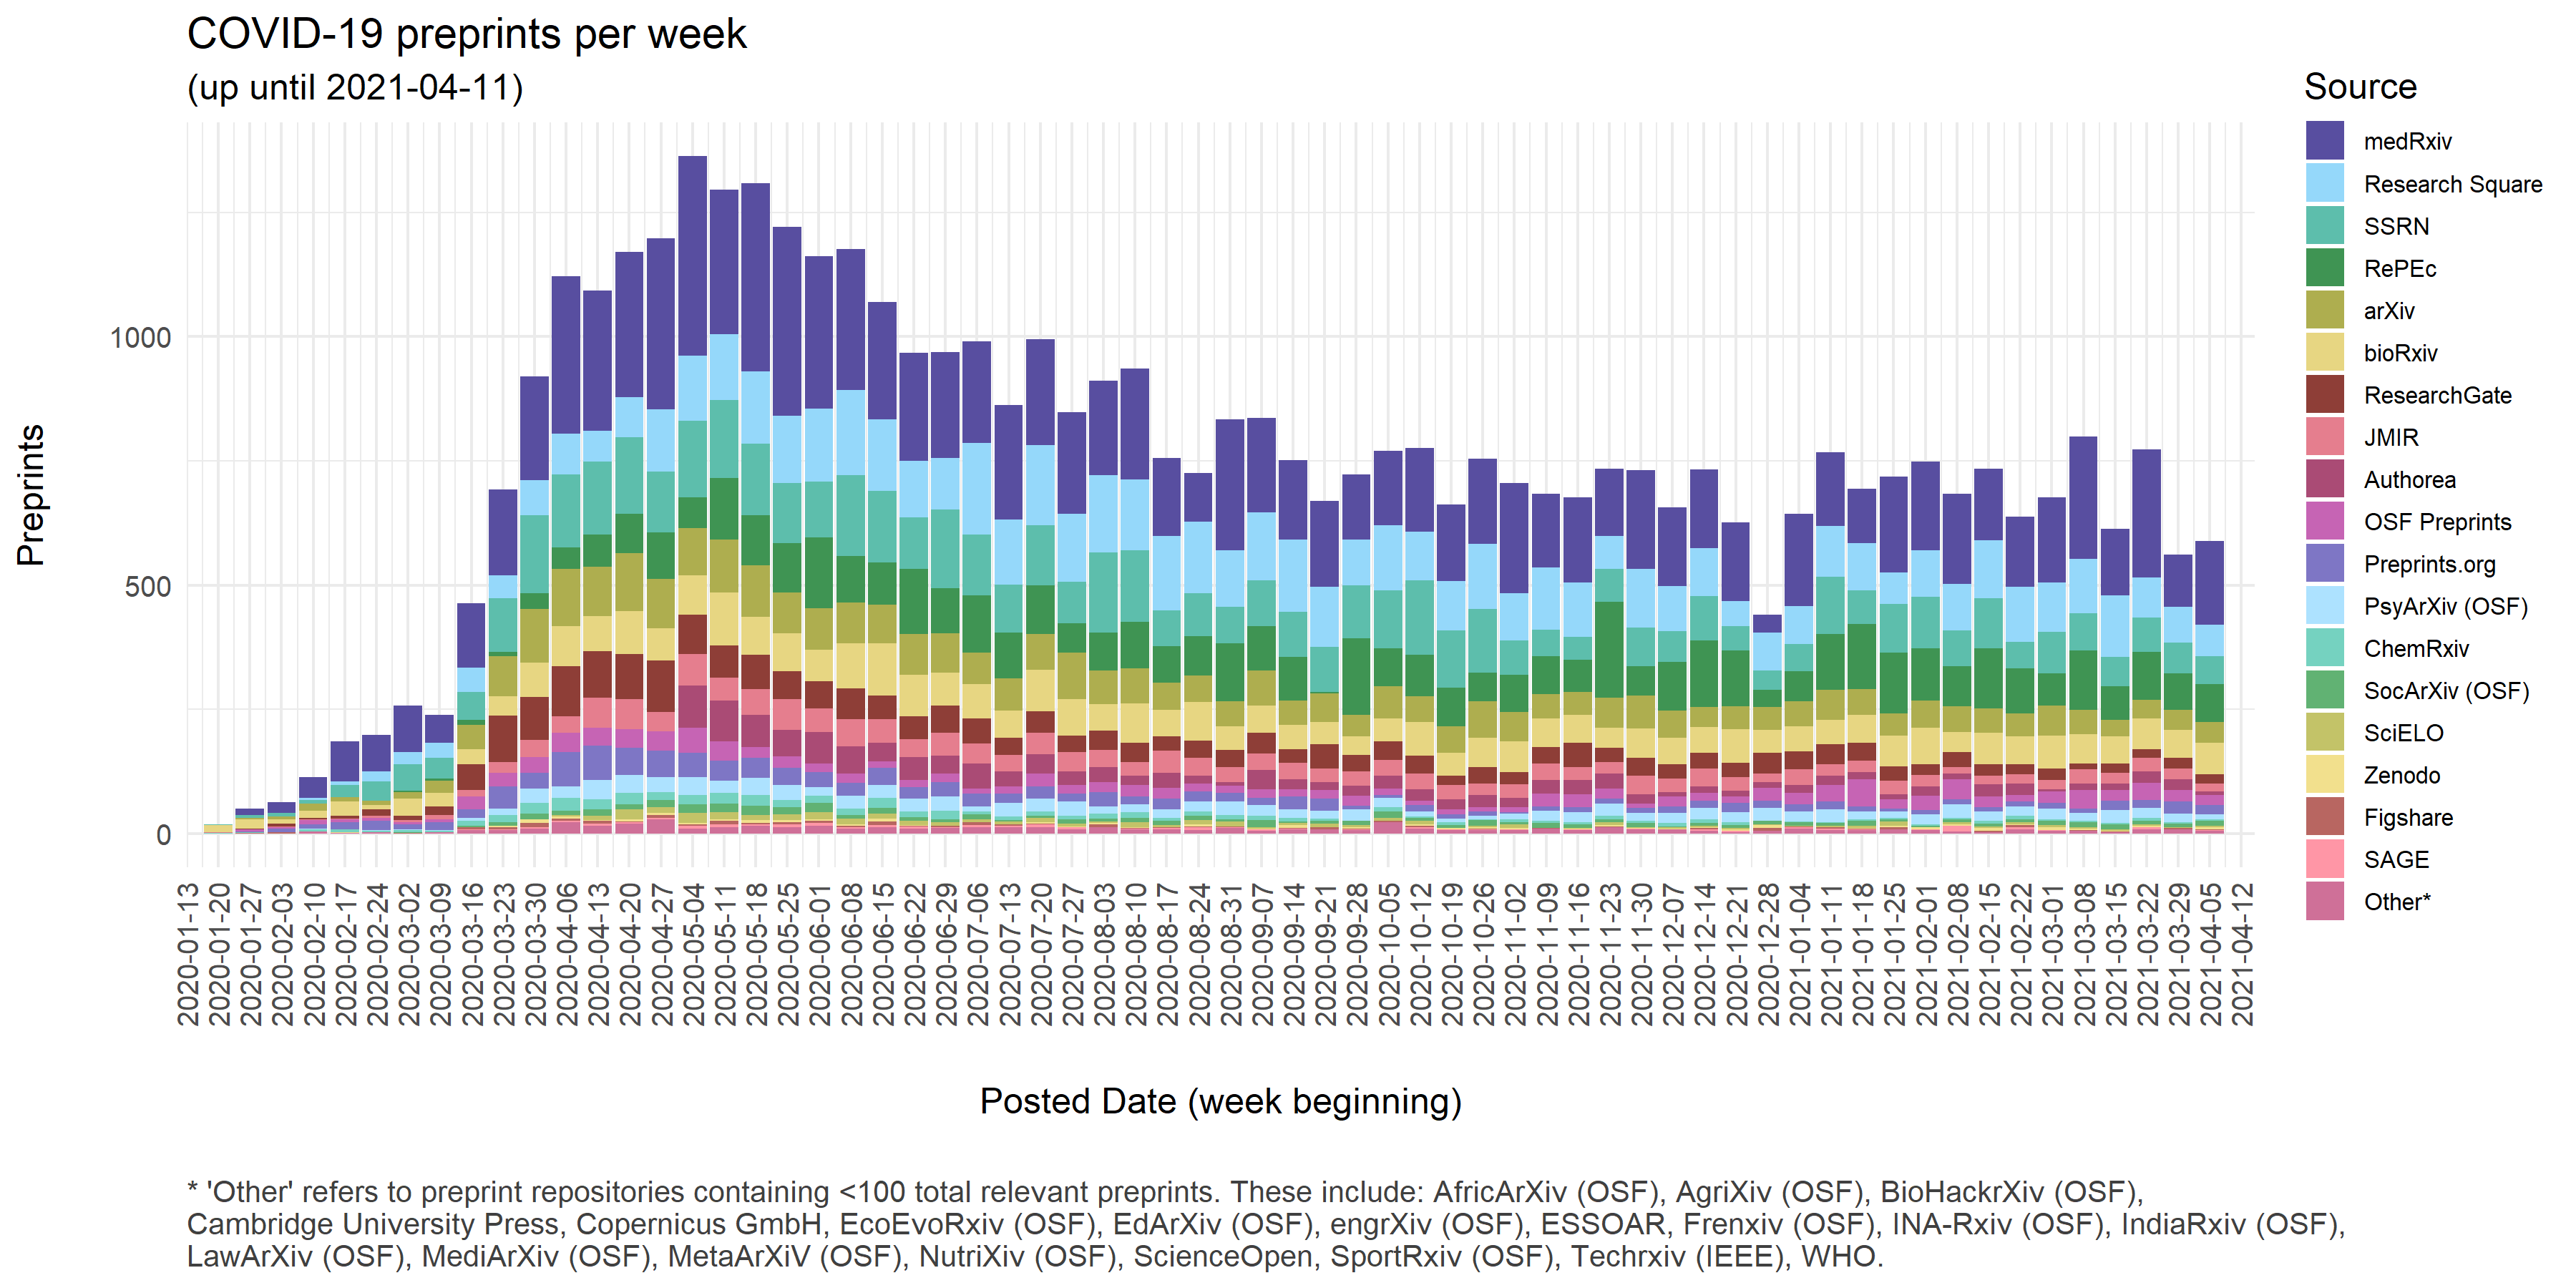 COVID-19 preprints per week
(up until 2021-04-11)
Preprints
1000
500
0
2020-01-13
2020-01-20
2020-01-27
2020-02-03
2020-02-10
2020-02-17
2020-02-24
2020-03-02
2020-03-09
2020-03-16
2020-03-23
2020-03-30
2020-04-06
2020-04-13
2020-04-20
2020-04-27
2020-05-04
2020-05-11
2020-05-18
2020-05-25
2020-06-01
2020-06-08
2020-06-15
2020-06-22
2020-06-29
2020-07-06
2020-07-13
2020-07-20
2020-07-27
2020-08-03
2020-08-10
2020-08-17
2020-08-24
2020-08-31
2020-09-07
2020-09-14
2020-09-21
2020-09-28
2020-10-05
2020-10-12
2020-10-19
2020-10-26
2020-11-02
2020-11-09
2020-11-16
2020-11-23
2020-11-30
2020-12-07
2020-12-14
2020-12-21
2020-12-28
2021-01-04
2021-01-11
2021-01-18
2021-01-25
2021-02-01
2021-02-08
2021-02-15
2021-02-22
2021-03-01
2021-03-08
2021-03-15
2021-03-22
2021-03-29
2021-04-05
2021-04-12
Posted Date (week beginning)
Source
medRxiv
Research Square
SSRN
RePEc
arXiv
bioRxiv
ResearchGate
JMIR
Authorea
OSF Preprints
Preprints.org
PsyArXiv (OSF)
ChemRxiv
SocArXiv (OSF)
SciELO
Zenodo
Figshare
SAGE
Other*
* 'Other' refers to preprint repositories containing <100 total relevant preprints. These include: AfricArXiv (OSF), AgriXiv (OSF), BioHackrXiv (OSF),
Cambridge University Press, Copernicus GmbH, EcoEvoRxiv (OSF), EdArXiv (OSF), engrXiv (OSF), ESSOAR, Frenxiv (OSF), INA-Rxiv (OSF), IndiaRxiv (OSF),
LawArXiv (OSF), MediArXiv (OSF), MetaArXiV (OSF), NutriXiv (OSF), ScienceOpen, SportRxiv (OSF), Techrxiv (IEEE), WHO.